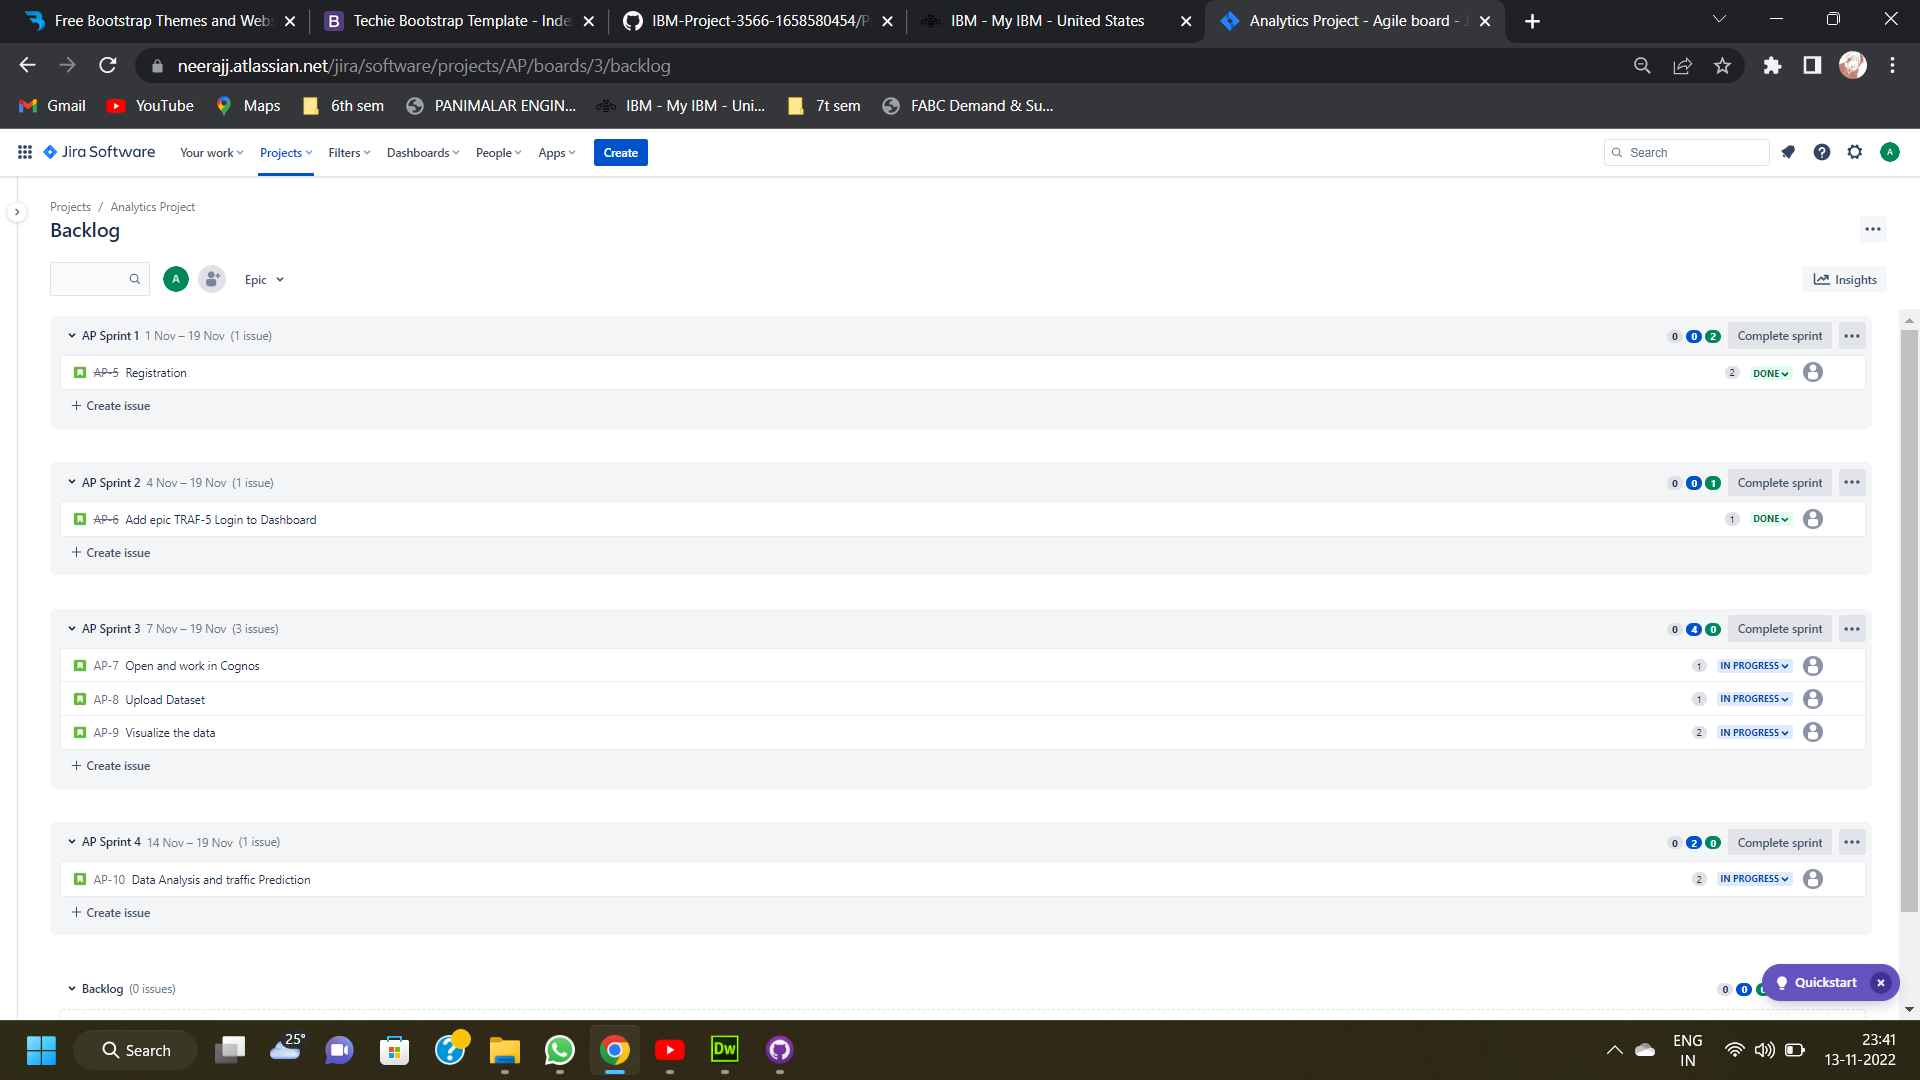 Free Bootstrap Themes and Webs
Techie Bootstrap Template - Inde
IBM-Project-3566-1658580454/P
IBM - My IBM - United States
Analytics Project - Agile board - J
neerajj.atlassian.net/jira/software/projects/AP/boards/3/backlog
Gmail YouTube Maps 6th sem PANIMALAR ENGIN... IBM - My IBM - Uni... 7t sem FABC Demand & Su...
Jira Software Your work Projects Filters Dashboards People Apps Create Search A
Projects / Analytics Project
Backlog
A Epic Insights
AP Sprint 1 1 Nov – 19 Nov (1 issue) 0 0 2 Complete sprint
AP-5 Registration 2 DONE
+ Create issue
AP Sprint 2 4 Nov – 19 Nov (1 issue) 0 0 1 Complete sprint
AP-6 Add epic TRAF-5 Login to Dashboard 1 DONE
+ Create issue
AP Sprint 3 7 Nov – 19 Nov (3 issues) 0 4 0 Complete sprint
AP-7 Open and work in Cognos 1 IN PROGRESS
AP-8 Upload Dataset 1 IN PROGRESS
AP-9 Visualize the data 2 IN PROGRESS
+ Create issue
AP Sprint 4 14 Nov – 19 Nov (1 issue) 0 2 0 Complete sprint
AP-10 Data Analysis and traffic Prediction 2 IN PROGRESS
+ Create issue
Backlog (0 issues) 0 0 Quickstart
Search 25° Dw ENG
IN
23:41
13-11-2022